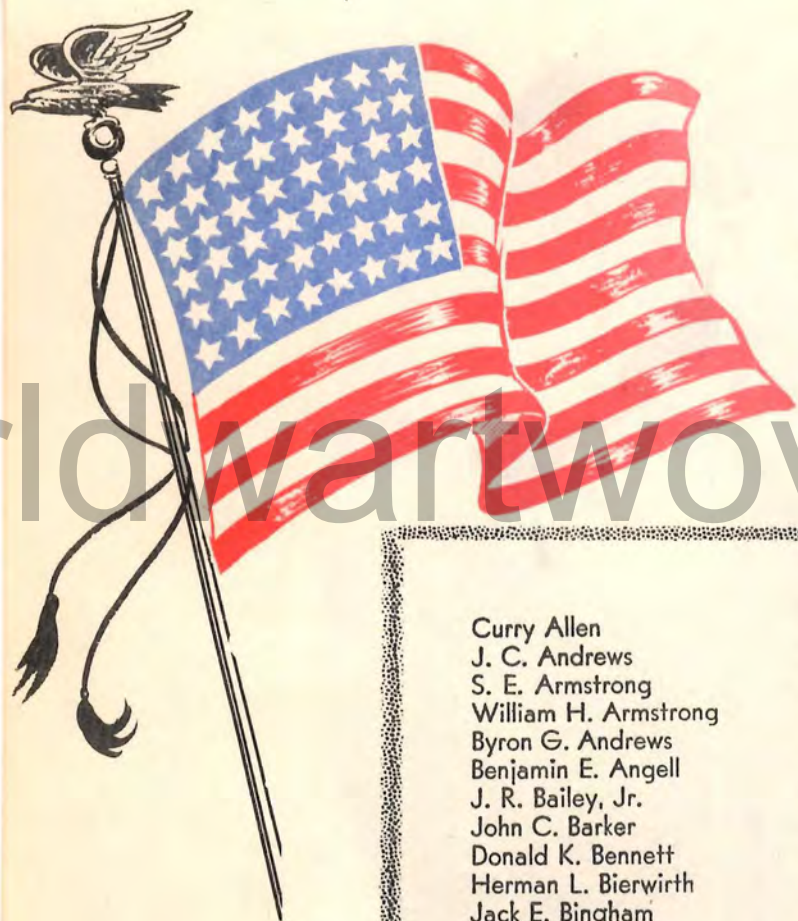 ldwartwov
Curry Allen
J. C. Andrews
S. E. Armstrong
William H. Armstrong
Byron G. Andrews
Benjamin E. Angell
J. R. Bailey, Jr.
John C. Barker
Donald K. Bennett
Herman L. Bierwirth
Jack E. Bingham